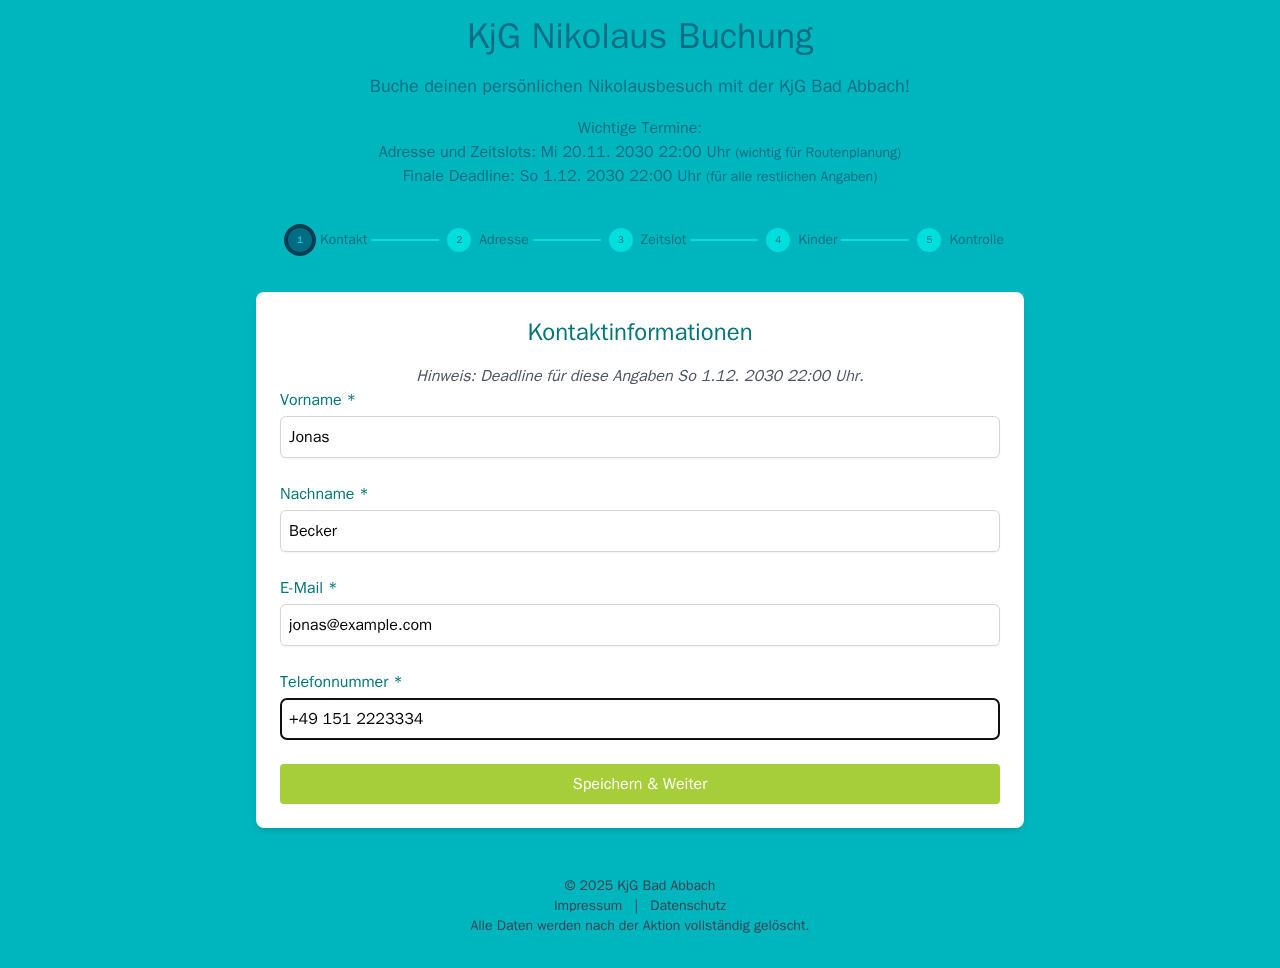 KjG Nikolaus Buchung
Buche deinen persönlichen Nikolausbesuch mit der KjG Bad Abbach!
Wichtige Termine:
Adresse und Zeitslots: Mi 20.11. 2030 22:00 Uhr (wichtig für Routenplanung)
Finale Deadline: So 1.12. 2030 22:00 Uhr (für alle restlichen Angaben)
1 Kontakt 2 Adresse 3 Zeitslot 4 Kinder 5 Kontrolle
Kontaktinformationen
Hinweis: Deadline für diese Angaben So 1.12. 2030 22:00 Uhr.
Vorname *
Jonas
Nachname *
Becker
E-Mail *
jonas@example.com
Telefonnummer *
+49 151 2223334
Speichern & Weiter
© 2025 KjG Bad Abbach
Impressum | Datenschutz
Alle Daten werden nach der Aktion vollständig gelöscht.